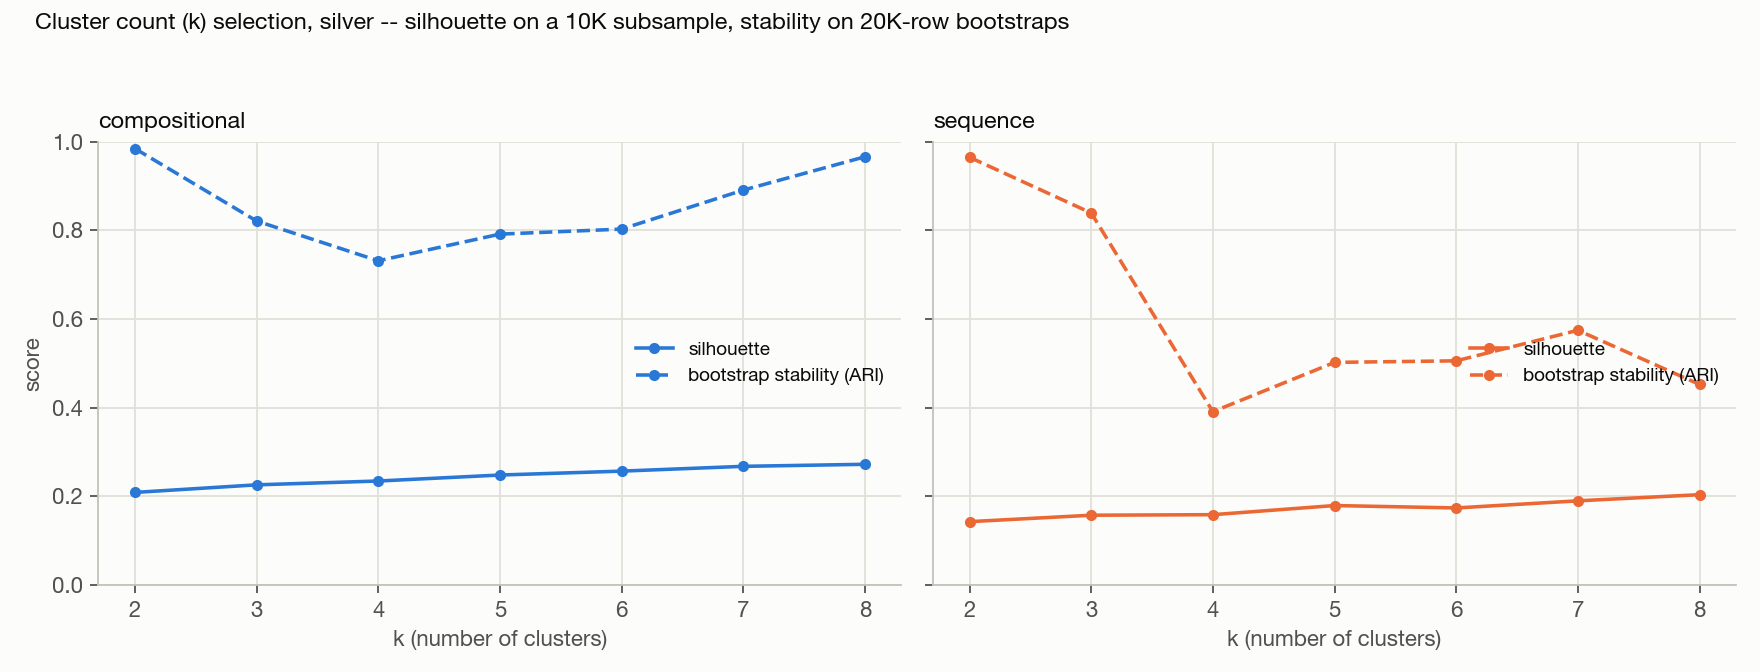 Cluster count (k) selection, silver -- silhouette on a 10K subsample, stability on 20K-row bootstraps
compositional
1.0
0.8
0.6
0.4
0.2
0.0
score
silhouette
bootstrap stability (ARI)
2 3 4 5 6 7 8
k (number of clusters)
sequence
silhouette
bootstrap stability (ARI)
2 3 4 5 6 7 8
k (number of clusters)